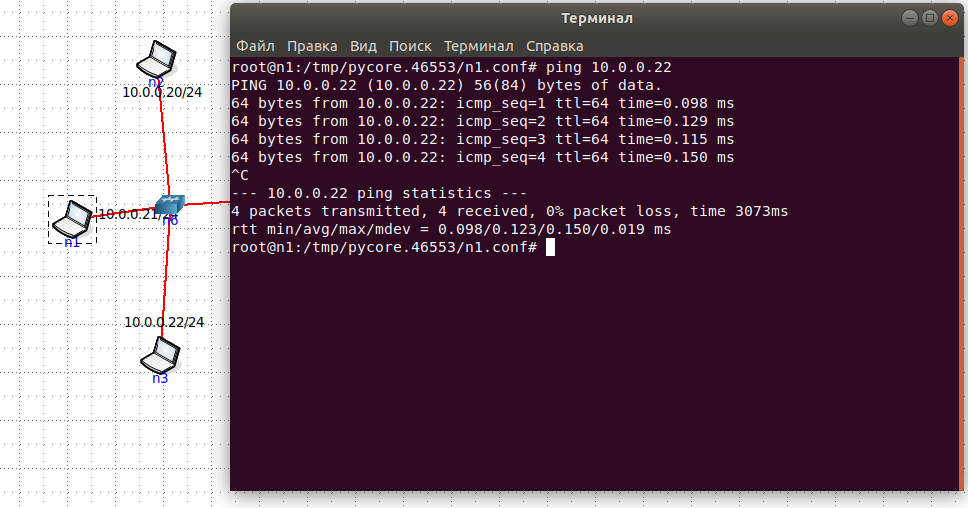 Терминал
Файл Правка Вид Поиск Терминал Справка
root@n1:/tmp/pycore.46553/n1.conf# ping 10.0.0.22
PING 10.0.0.22 (10.0.0.22) 56(84) bytes of data.
64 bytes from 10.0.0.22: icmp_seq=1 ttl=64 time=0.098 ms
64 bytes from 10.0.0.22: icmp_seq=2 ttl=64 time=0.129 ms
64 bytes from 10.0.0.22: icmp_seq=3 ttl=64 time=0.115 ms
64 bytes from 10.0.0.22: icmp_seq=4 ttl=64 time=0.150 ms
^C
--- 10.0.0.22 ping statistics ---
4 packets transmitted, 4 received, 0% packet loss, time 3073ms
rtt min/avg/max/mdev = 0.098/0.123/0.150/0.019 ms
root@n1:/tmp/pycore.46553/n1.conf#
n2
10.0.0.20/24
10.0.0.21/24
n6
n1
10.0.0.22/24
n3